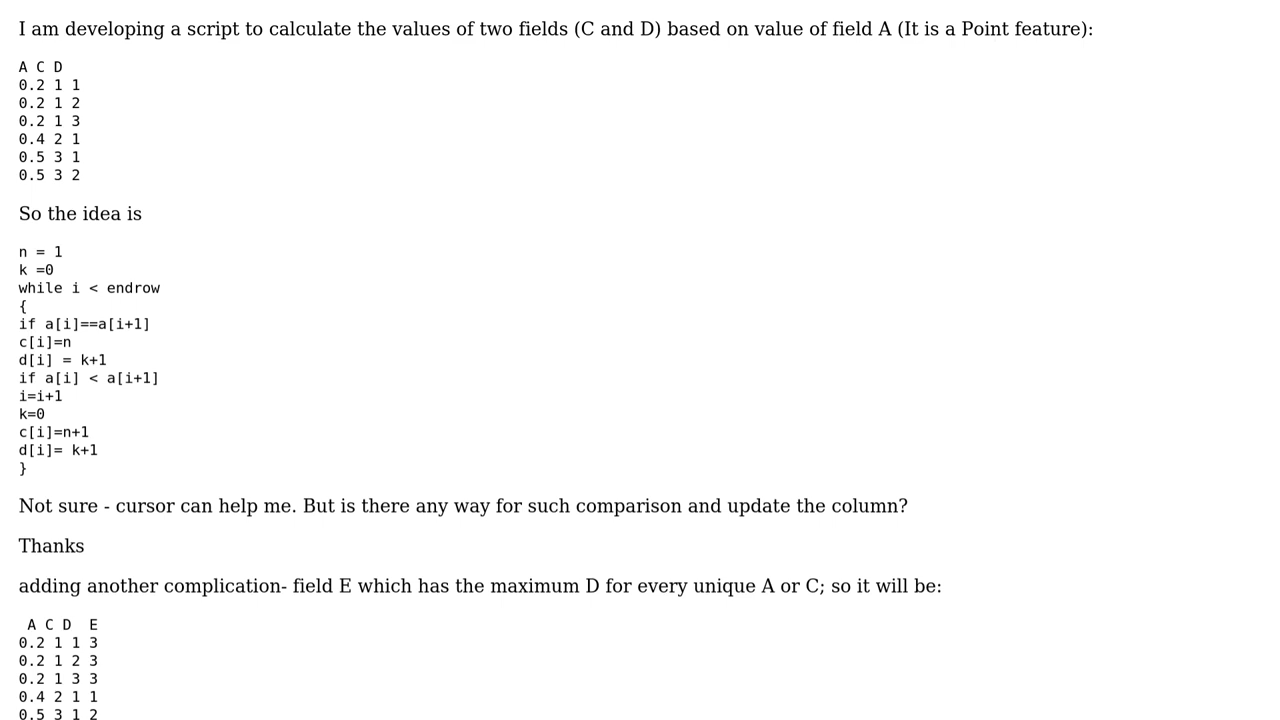 I am developing a script to calculate the values of two fields (C and D) based on value of field A (It is a Point feature):
A C D
0.2 1 1
0.2 1 2
0.2 1 3
0.4 2 1
0.5 3 1
0.5 3 2
So the idea is
n = 1
k =0
while i < endrow
{
if a[i]==a[i+1]
c[i]=n
d[i] = k+1
if a[i] < a[i+1]
i=i+1
k=0
c[i]=n+1
d[i]= k+1
}
Not sure - cursor can help me. But is there any way for such comparison and update the column?
Thanks
adding another complication- field E which has the maximum D for every unique A or C; so it will be:
A C D  E
0.2 1 1 3
0.2 1 2 3
0.2 1 3 3
0.4 2 1 1
0.5 3 1 2